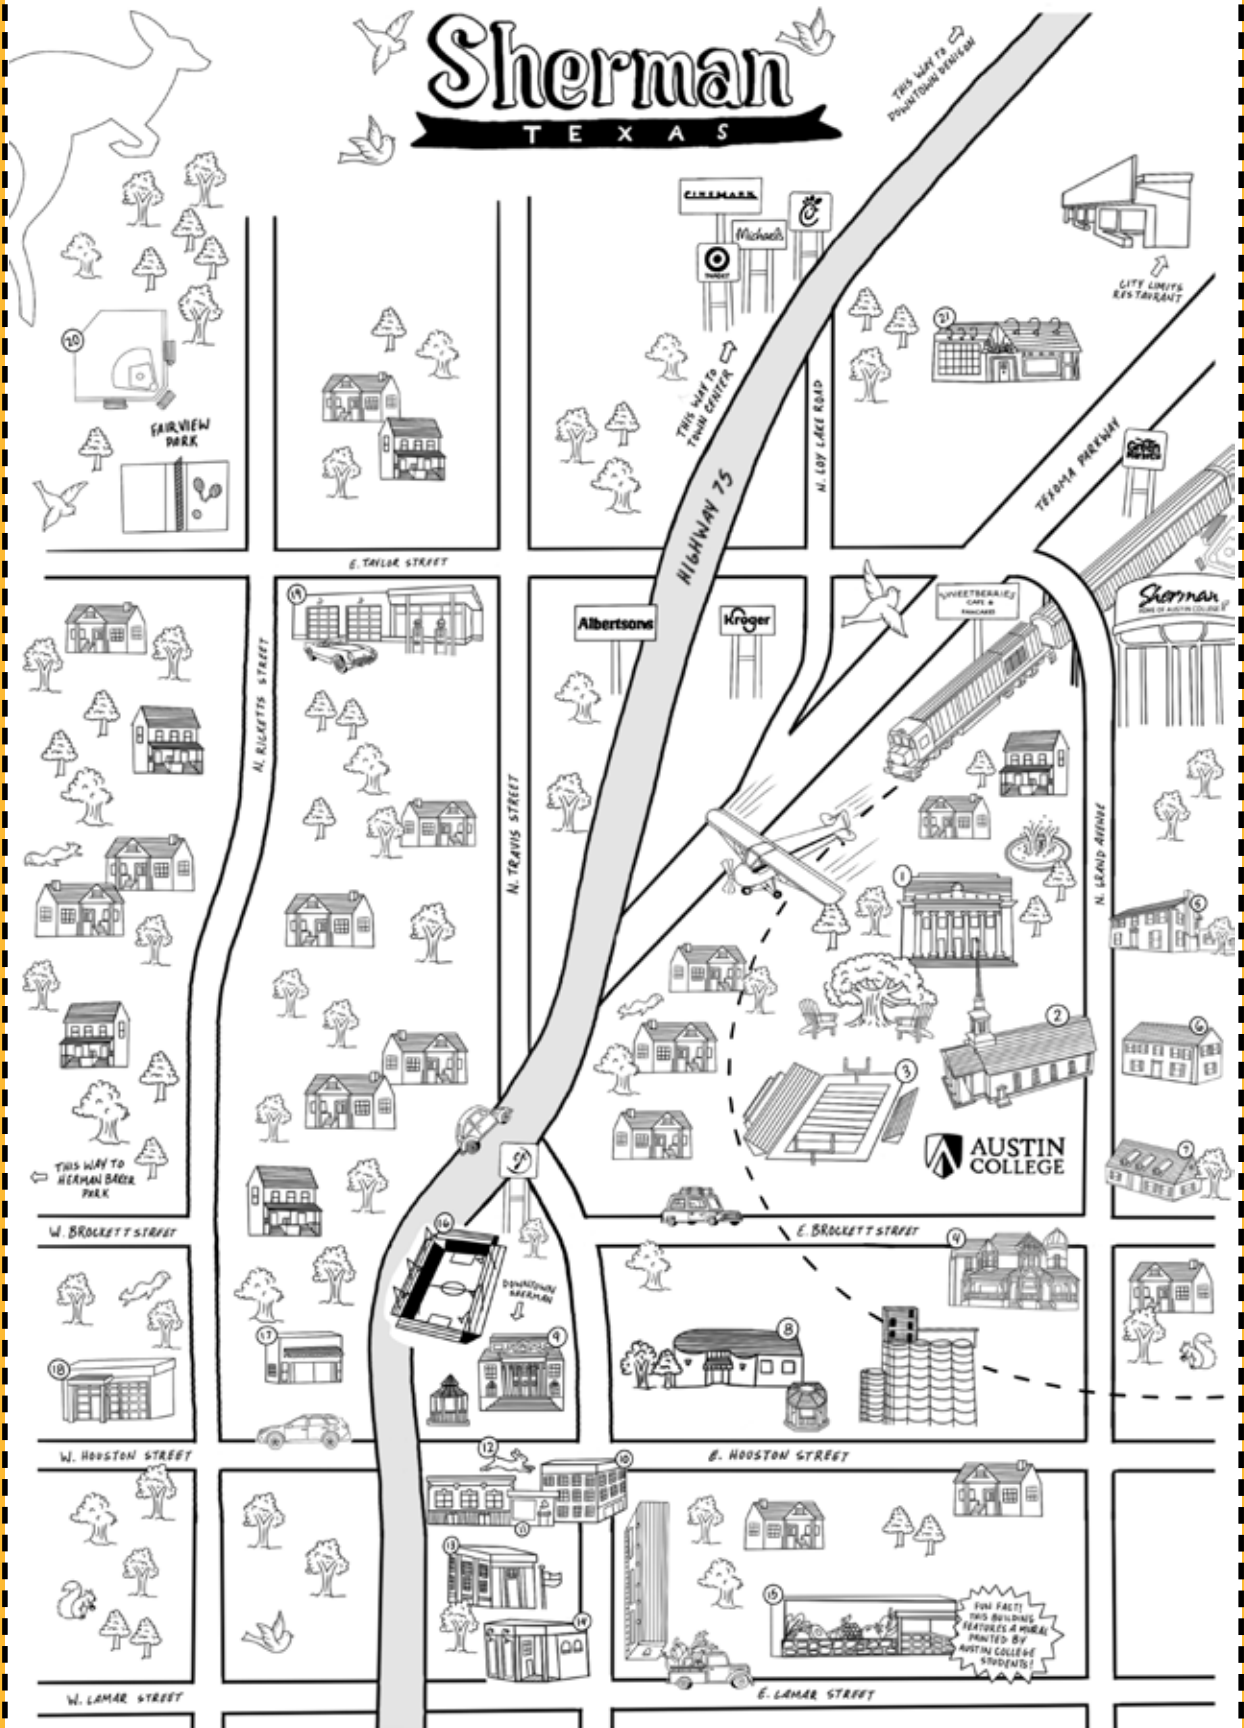 Sherman
TEXAS
THIS WAY TO
DOWNTOWN DENISON
CINEMARK
Michaels
TARGET
CITY LIMITS
RESTAURANT
20
21
FAIRVIEW
PARK
THIS WAY TO
TOWN CENTER
N. LOY LAKE ROAD
HIGHWAY 75
TEXOMA PARKWAY
Green
E. TAYLOR STREET
19
Albertsons
Kroger
SWEETBERRIES
CAFE &
PANCAKES
Sherman
HOME OF AUSTIN COLLEGE
N. RICKETTS STREET
N. TRAVIS STREET
N. GRAND AVENUE
1
5
2
6
3
AUSTIN
COLLEGE
7
THIS WAY TO
HERMAN BAKER
PARK
W. BROCKETT STREET
E. BROCKETT STREET
16
4
DOWNTOWN
SHERMAN
17
9
8
18
W. HOUSTON STREET
E. HOUSTON STREET
12
10
11
13
14
15
FUN FACT!
THIS BUILDING
FEATURES A MURAL
PAINTED BY
AUSTIN COLLEGE
STUDENTS!
W. LAMAR STREET
E. LAMAR STREET